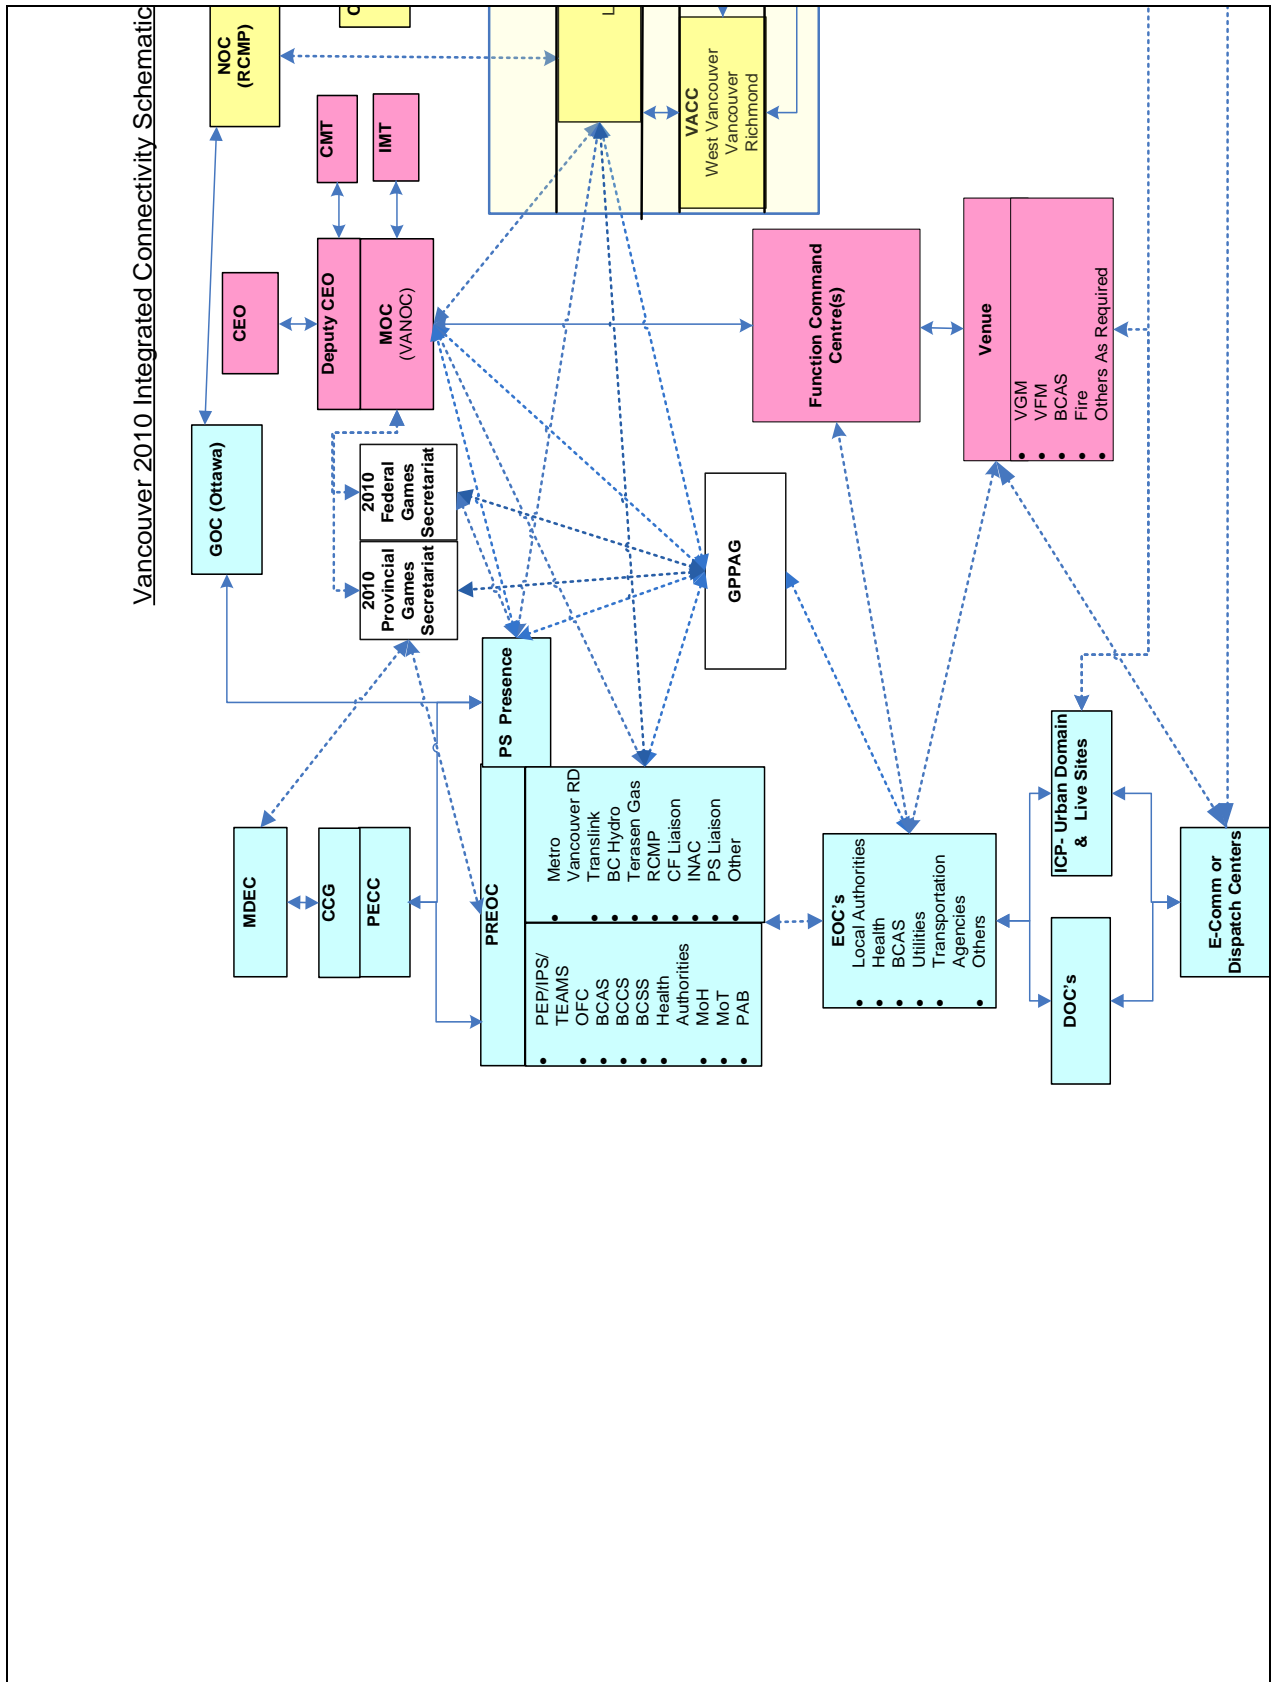 Vancouver 2010 Integrated Connectivity Schematic
MDEC
CCG
PECC
GOC (Ottawa)
NOC
(RCMP)
CEO
Deputy CEO
MOC
(VANOC)
CMT
IMT
2010
Provincial
Games
Secretariat
2010
Federal
Games
Secretariat
PREOC
PS Presence
• PEP/IPS/
TEAMS
• OFC
• BCAS
• BCCS
• BCSS
• Health
Authorities
• MoH
• MoT
• PAB
• Metro
Vancouver RD
• Translink
• BC Hydro
• Terasen Gas
• RCMP
• CF Liaison
• INAC
• PS Liaison
• Other
VACC
West Vancouver
Vancouver
Richmond
GPPAG
Function Command
Centre(s)
EOC's
• Local Authorities
• Health
• BCAS
• Utilities
• Transportation
Agencies
• Others
Venue
• VGM
• VFM
• BCAS
• Fire
• Others As Required
DOC's
ICP- Urban Domain
& Live Sites
E-Comm or
Dispatch Centers